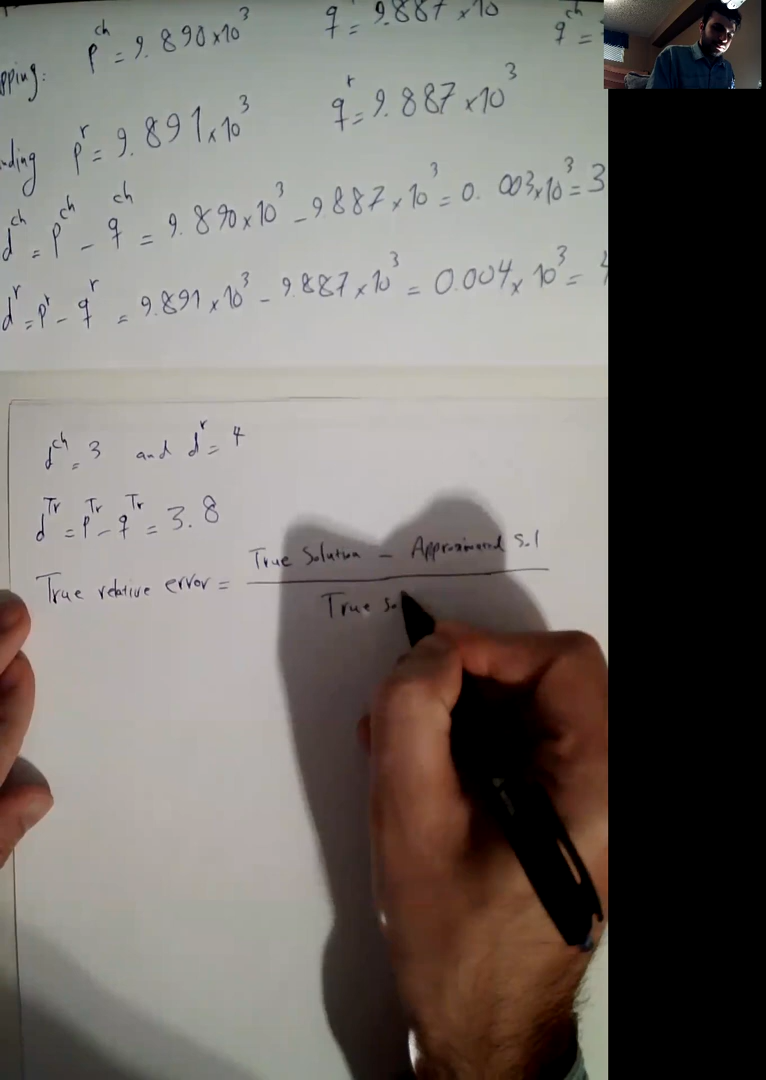 p^ch = 9.890×10^3 q = 9.887×10 q^ch =
pping:
nding p^r = 9.891×10^3 q^r = 9.887×10^3
d^ch = p^ch - q^ch = 9.890×10^3 - 9.887×10^3 = 0.003×10^3 = 3
d^r = p^r - q^r = 9.891×10^3 - 9.887×10^3 = 0.004×10^3 = 4
d^ch = 3 and d^r = 4
d^Tr = p^Tr - q^Tr = 3.8
True Solution - Approximated Sol
True relative error =
True so